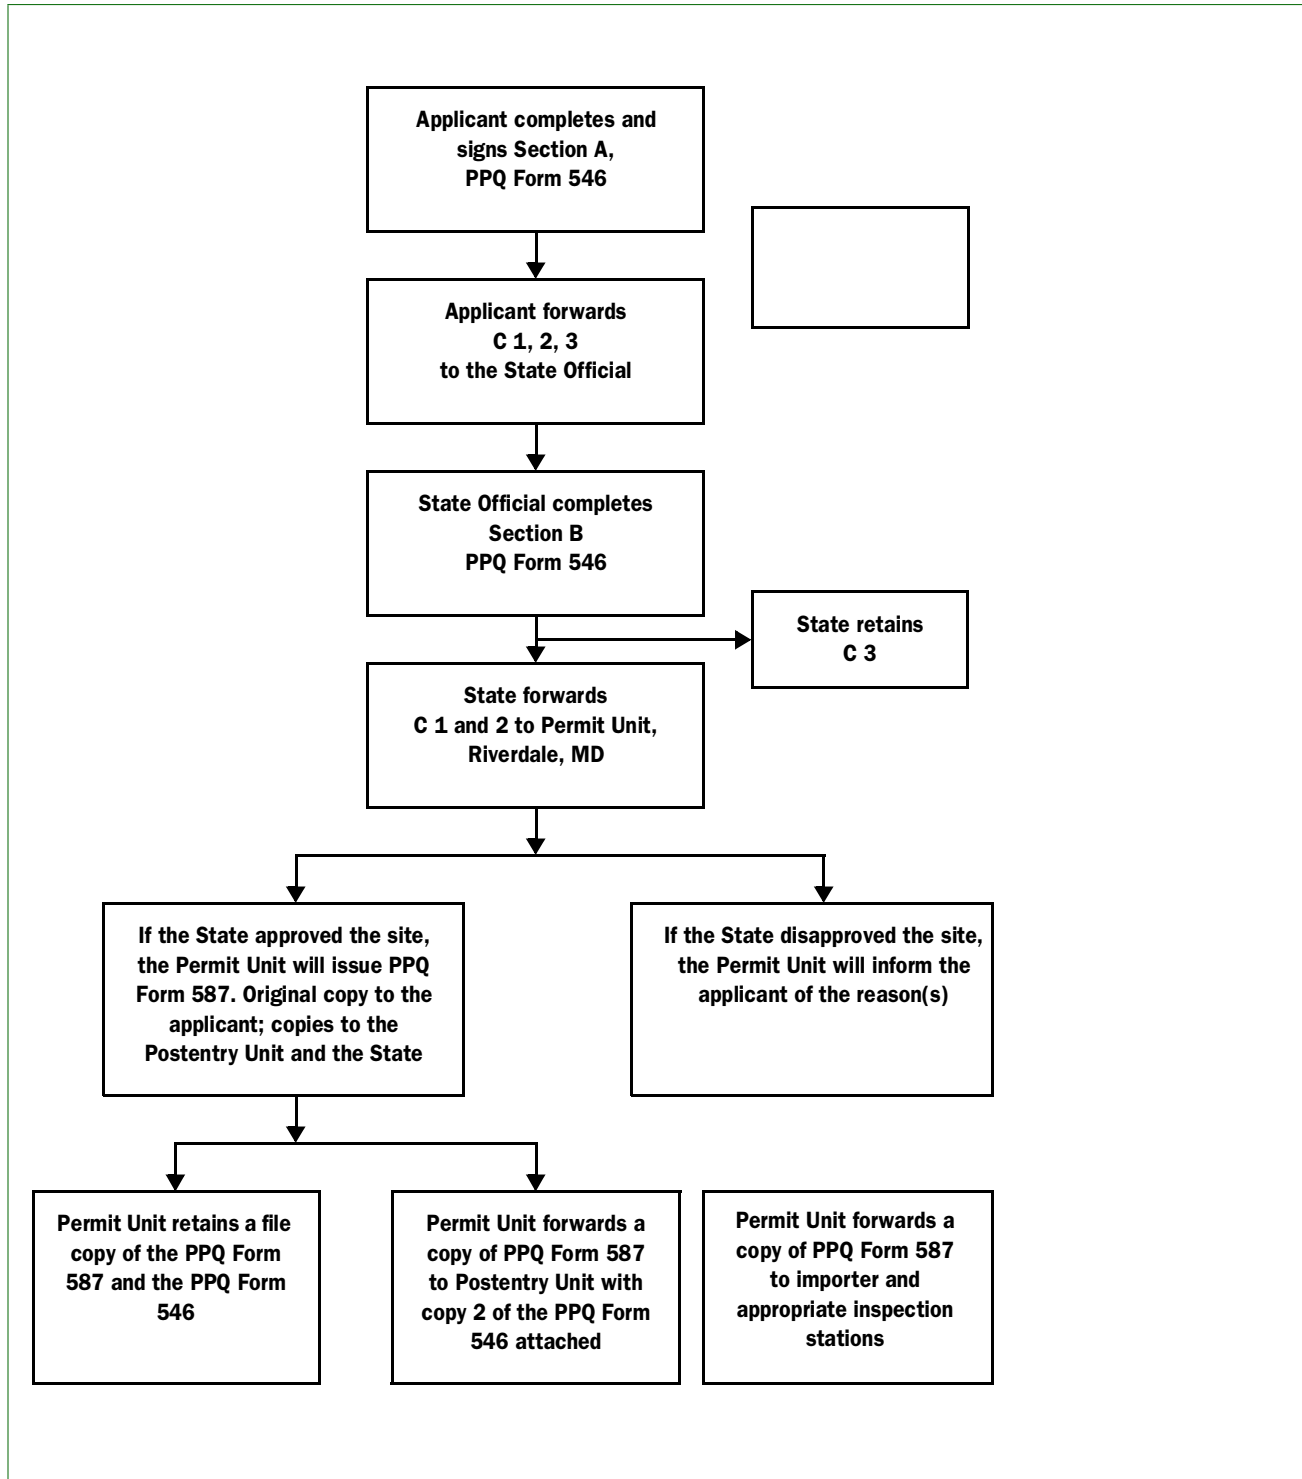 Applicant completes and
signs Section A,
PPQ Form 546
Applicant forwards
C 1, 2, 3
to the State Official
State Official completes
Section B
PPQ Form 546
State retains
C 3
State forwards
C 1 and 2 to Permit Unit,
Riverdale, MD
If the State approved the site,
the Permit Unit will issue PPQ
Form 587. Original copy to the
applicant; copies to the
Postentry Unit and the State
If the State disapproved the site,
the Permit Unit will inform the
applicant of the reason(s)
Permit Unit retains a file
copy of the PPQ Form
587 and the PPQ Form
546
Permit Unit forwards a
copy of PPQ Form 587
to Postentry Unit with
copy 2 of the PPQ Form
546 attached
Permit Unit forwards a
copy of PPQ Form 587
to importer and
appropriate inspection
stations